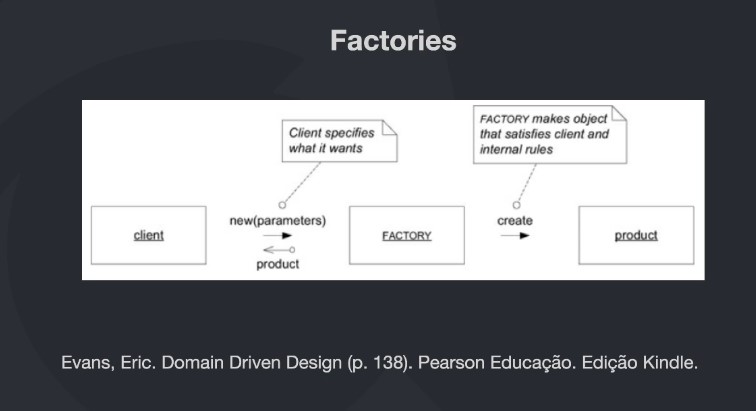 Factories
Client specifies
what it wants
FACTORY makes object
that satisfies client and
internal rules
client
new(parameters)
product
FACTORY
create
product
Evans, Eric. Domain Driven Design (p. 138). Pearson Educação. Edição Kindle.